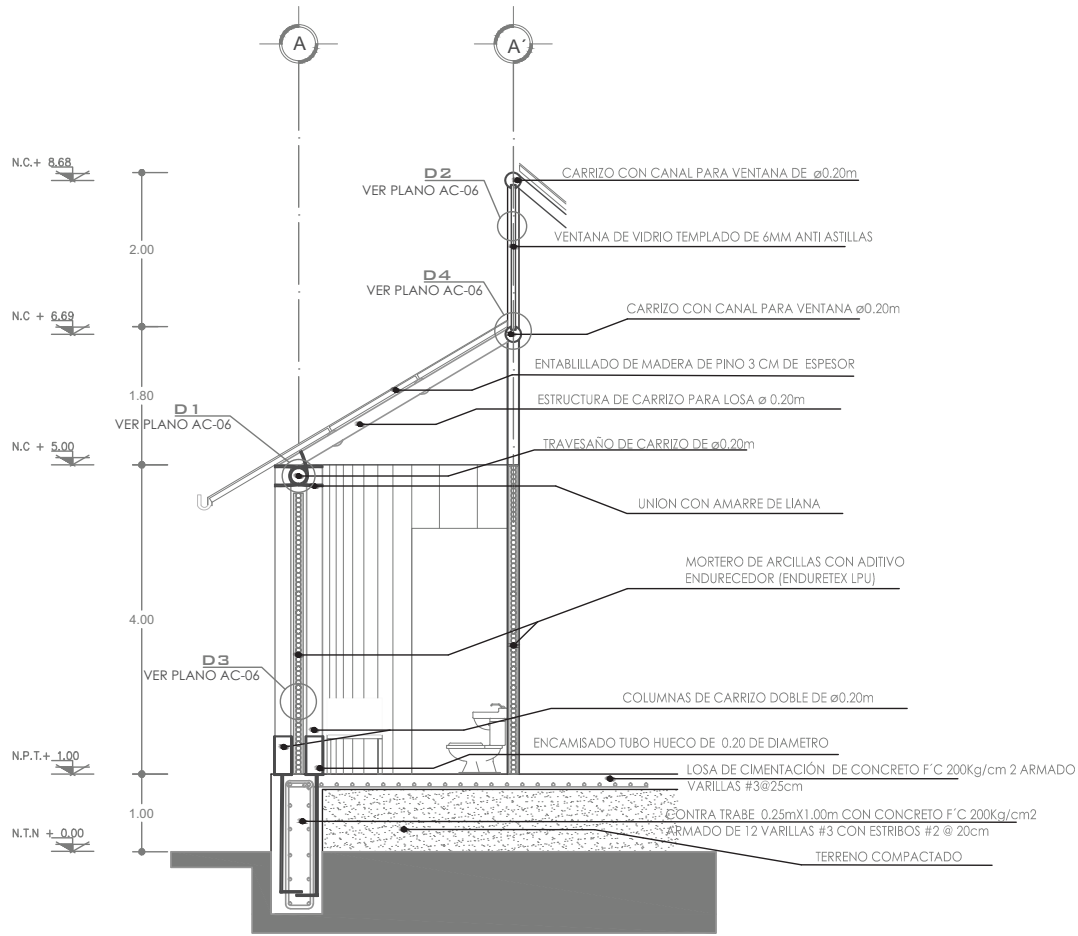 A
A´
N.C.+ 8.68
D2
VER PLANO AC-06
CARRIZO CON CANAL PARA VENTANA DE ø0.20m
2.00
VENTANA DE VIDRIO TEMPLADO DE 6MM ANTI ASTILLAS
D4
VER PLANO AC-06
N.C + 6.69
CARRIZO CON CANAL PARA VENTANA ø0.20m
ENTABLILLADO DE MADERA DE PINO 3 CM DE ESPESOR
1.80
ESTRUCTURA DE CARRIZO PARA LOSA ø 0.20m
D1
VER PLANO AC-06
N.C + 5.00
TRAVESAÑO DE CARRIZO DE ø0.20m
UNION CON AMARRE DE LIANA
MORTERO DE ARCILLAS CON ADITIVO
ENDURECEDOR (ENDURETEX LPU)
4.00
D3
VER PLANO AC-06
COLUMNAS DE CARRIZO DOBLE DE ø0.20m
ENCAMISADO TUBO HUECO DE 0.20 DE DIAMETRO
N.P.T.+ 1.00
LOSA DE CIMENTACIÓN DE CONCRETO F´C 200Kg/cm 2 ARMADO
VARILLAS #3@25cm
1.00
CONTRA TRABE 0.25mX1.00m CON CONCRETO F´C 200Kg/cm2
ARMADO DE 12 VARILLAS #3 CON ESTRIBOS #2 @ 20cm
N.T.N + 0.00
TERRENO COMPACTADO